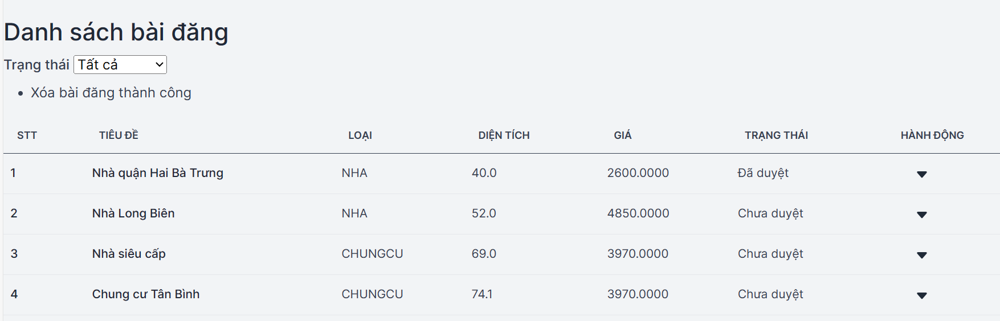 Danh sách bài đăng
Trạng thái Tất cả
• Xóa bài đăng thành công
STT TIÊU ĐỀ LOẠI DIỆN TÍCH GIÁ TRẠNG THÁI HÀNH ĐỘNG
1 Nhà quận Hai Bà Trưng NHA 40.0 2600.0000 Đã duyệt
2 Nhà Long Biên NHA 52.0 4850.0000 Chưa duyệt
3 Nhà siêu cấp CHUNGCU 69.0 3970.0000 Chưa duyệt
4 Chung cư Tân Bình CHUNGCU 74.1 3970.0000 Chưa duyệt